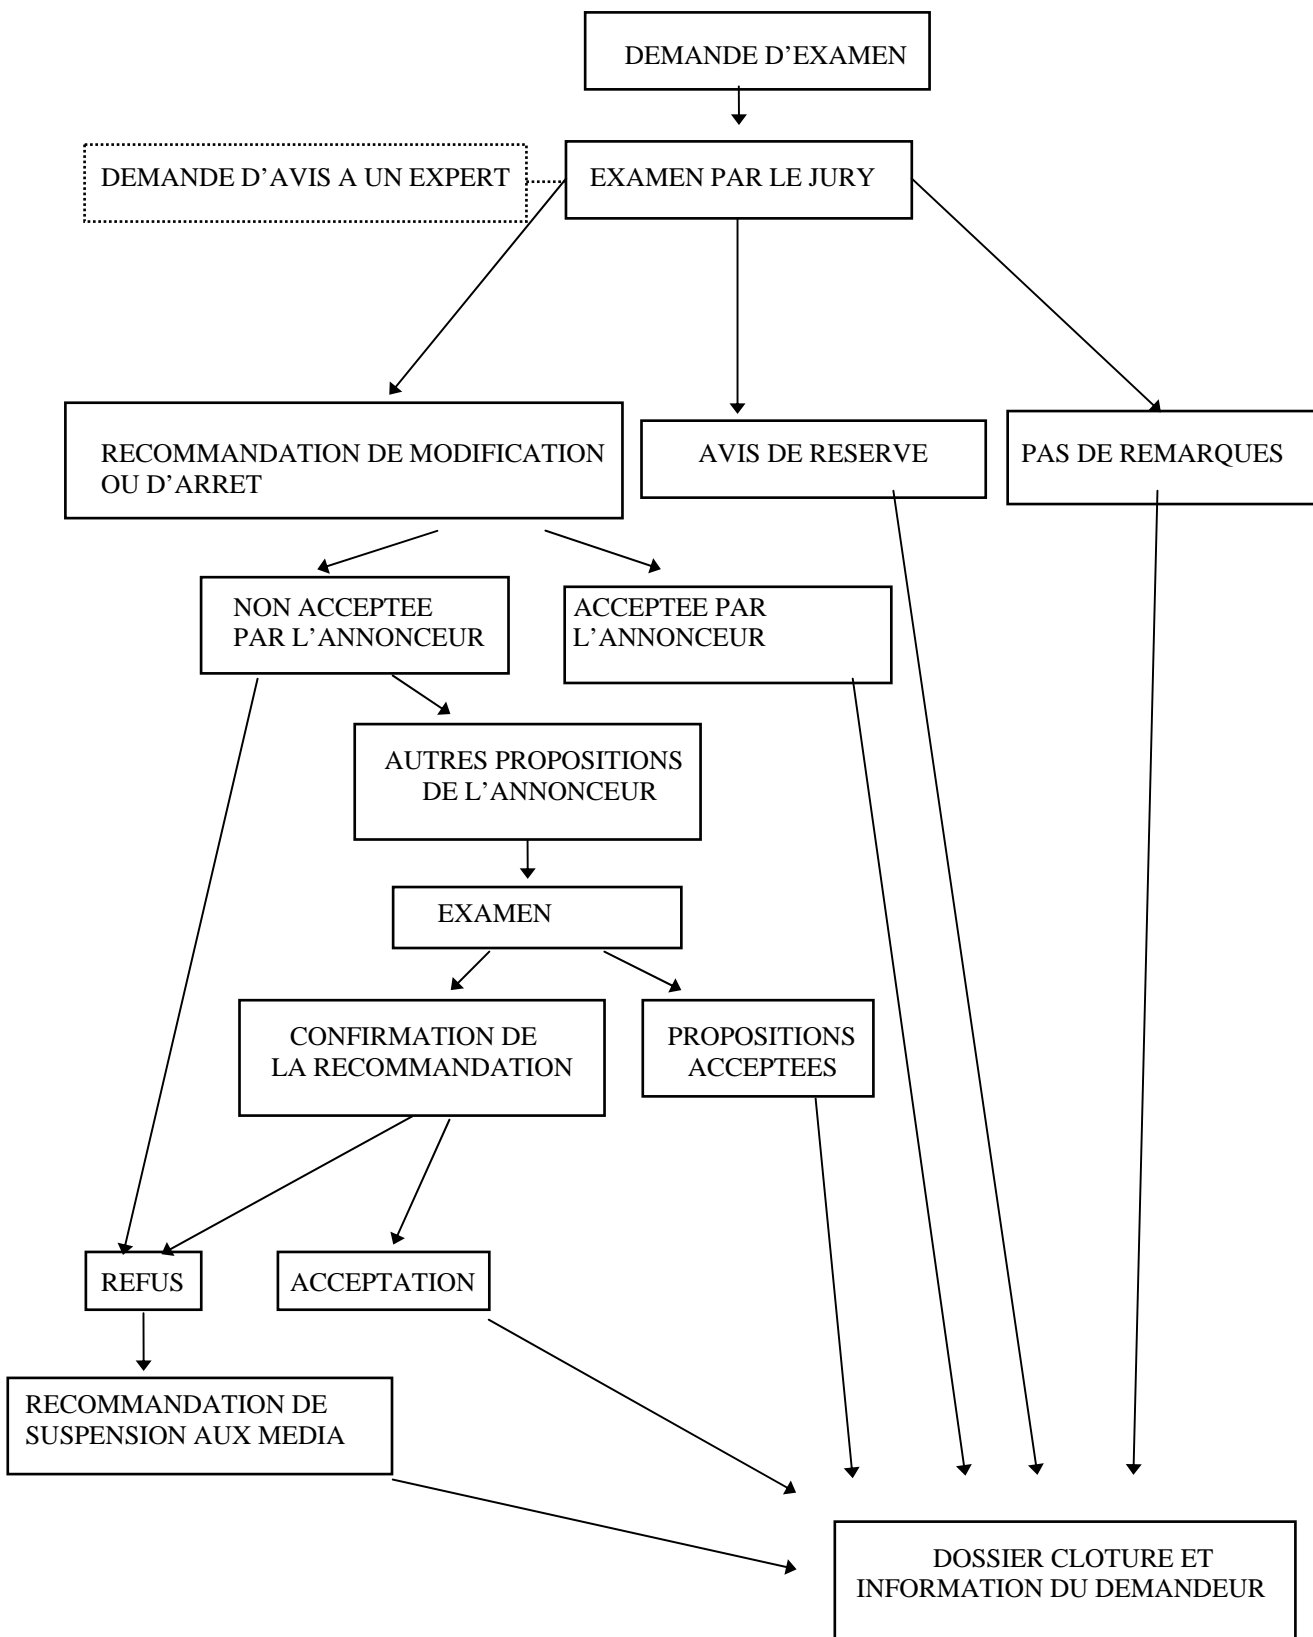 DEMANDE D’EXAMEN
DEMANDE D’AVIS A UN EXPERT
EXAMEN PAR LE JURY
RECOMMANDATION DE MODIFICATION
OU D’ARRET
AVIS DE RESERVE
PAS DE REMARQUES
NON ACCEPTEE
PAR L’ANNONCEUR
ACCEPTEE PAR
L’ANNONCEUR
AUTRES PROPOSITIONS
DE L’ANNONCEUR
EXAMEN
CONFIRMATION DE
LA RECOMMANDATION
PROPOSITIONS
ACCEPTEES
REFUS
ACCEPTATION
RECOMMANDATION DE
SUSPENSION AUX MEDIA
DOSSIER CLOTURE ET
INFORMATION DU DEMANDEUR